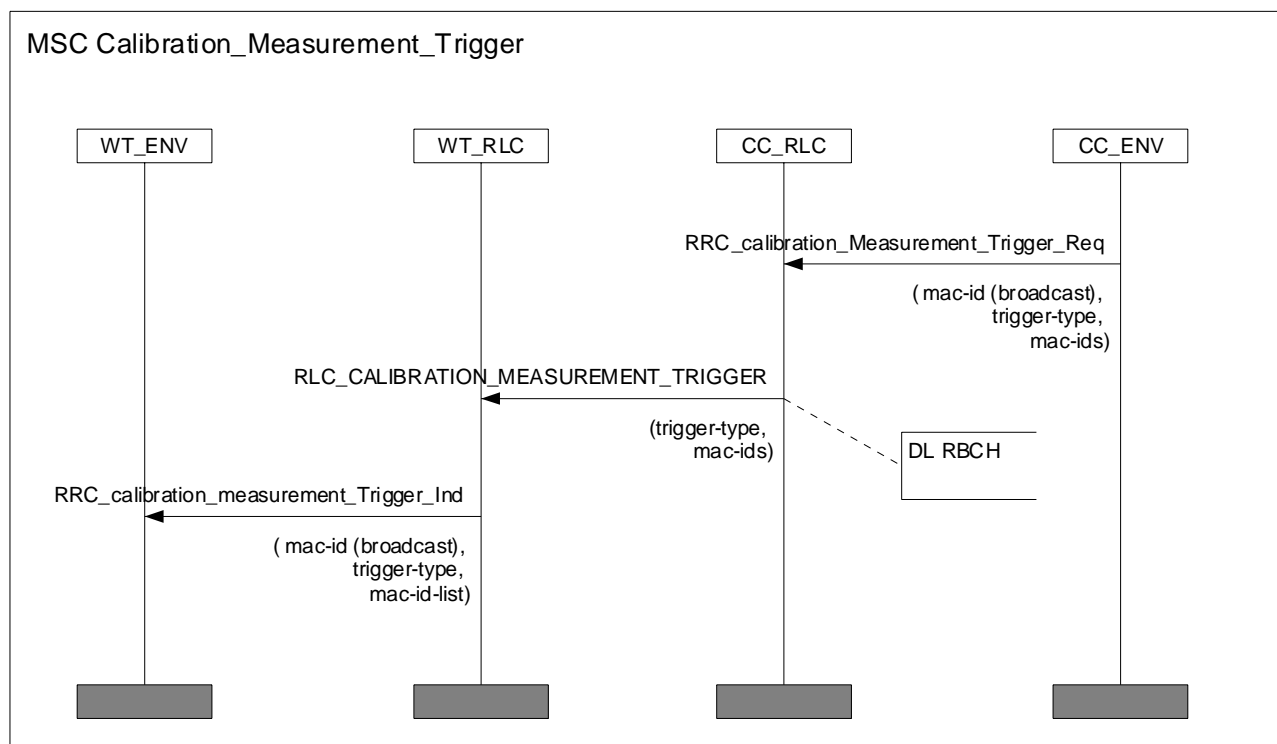 MSC Calibration_Measurement_Trigger
WT_ENV
WT_RLC
CC_RLC
CC_ENV
RRC_calibration_Measurement_Trigger_Req
( mac-id (broadcast),
trigger-type,
mac-ids)
RLC_CALIBRATION_MEASUREMENT_TRIGGER
(trigger-type,
mac-ids)
DL RBCH
RRC_calibration_measurement_Trigger_Ind
( mac-id (broadcast),
trigger-type,
mac-id-list)